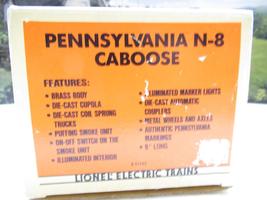 PENNSYLVANIA N-8
CABOOSE
FEATURES:
• BRASS BODY
• DIE-CAST CUPOLA
• DIE-CAST COIL SPRUNG
TRUCKS
• PUFFING SMOKE UNIT
• ON-OFF SWITCH ON THE
SMOKE UNIT
• ILLUMINATED INTERIOR
• ILLUMINATED MARKER LIGHTS
• DIE-CAST AUTOMATIC
COUPLERS
• METAL WHEELS AND AXLES
• AUTHENTIC PENNSYLVANIA
MARKINGS
• 9" LONG
LIONEL ELECTRIC TRAINS